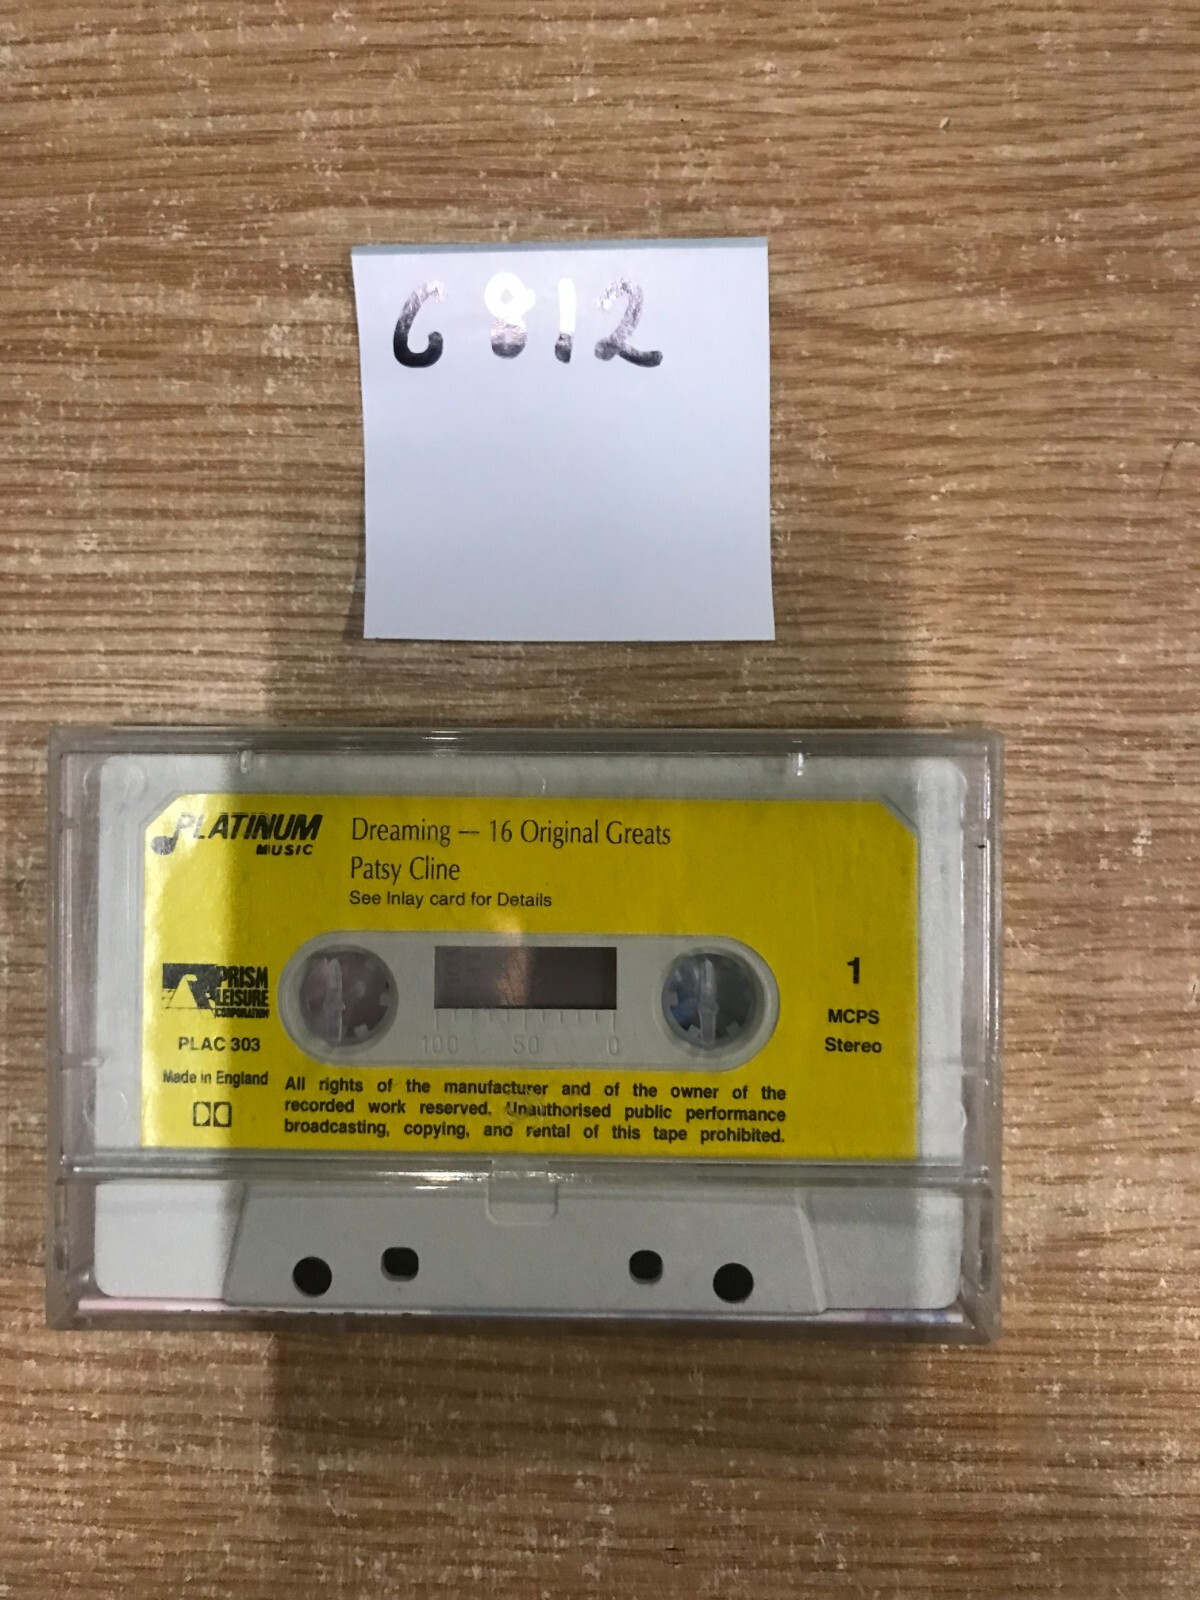 6812
PLATINUM
MUSIC
Dreaming — 16 Original Greats
Patsy Cline
See Inlay card for Details
PRISM
LEISURE
CORPORATION
PLAC 303
Made in England
1
MCPS
Stereo
100 50 0
All rights of the manufacturer and of the owner of the
recorded work reserved. Unauthorised public performance
broadcasting, copying, and rental of this tape prohibited.